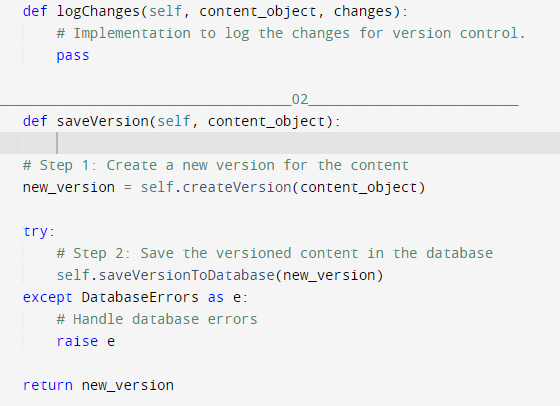 def logChanges(self, content_object, changes):
    # Implementation to log the changes for version control.
    pass
___________________________________02_________________________
def saveVersion(self, content_object):
# Step 1: Create a new version for the content
new_version = self.createVersion(content_object)
try:
    # Step 2: Save the versioned content in the database
    self.saveVersionToDatabase(new_version)
except DatabaseErrors as e:
    # Handle database errors
    raise e
return new_version